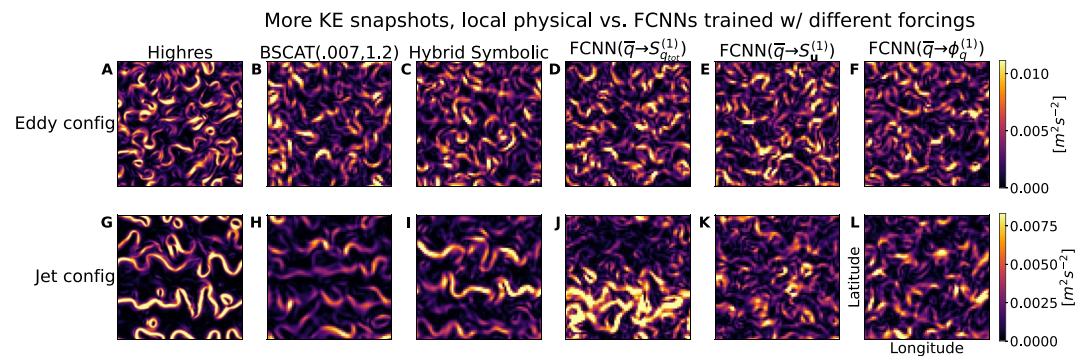 More KE snapshots, local physical vs. FCNNs trained w/ different forcings
Highres
BSCAT(.007,1.2)
Hybrid Symbolic
FCNN(q̅→S_{q_{tot}}^{(1)})
FCNN(q̅→S_𝐮^{(1)})
FCNN(q̅→ϕ_q^{(1)})
Eddy config
A
B
C
D
E
F
0.010
0.005
0.000
[m²s⁻²]
Jet config
G
H
I
J
K
L
Latitude
Longitude
0.0075
0.0050
0.0025
0.0000
[m²s⁻²]